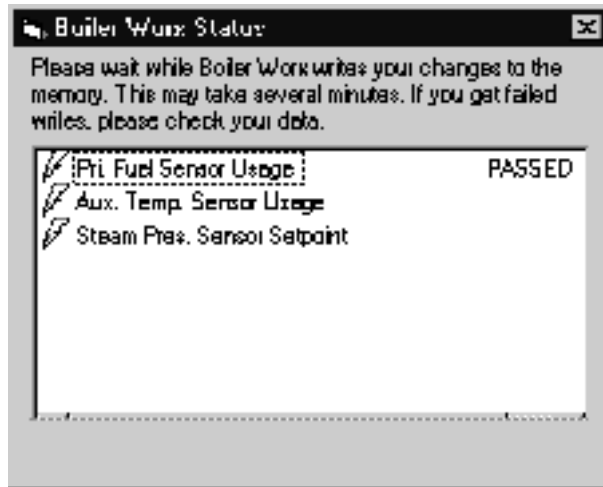 Boiler Worx Status
Please wait while Boiler Worx writes your changes to the
memory. This may take several minutes. If you get failed
writes, please check your data.
Pri. Fuel Sensor Usage PASSED
Aux. Temp. Sensor Usage
Steam Pres. Sensor Setpoint